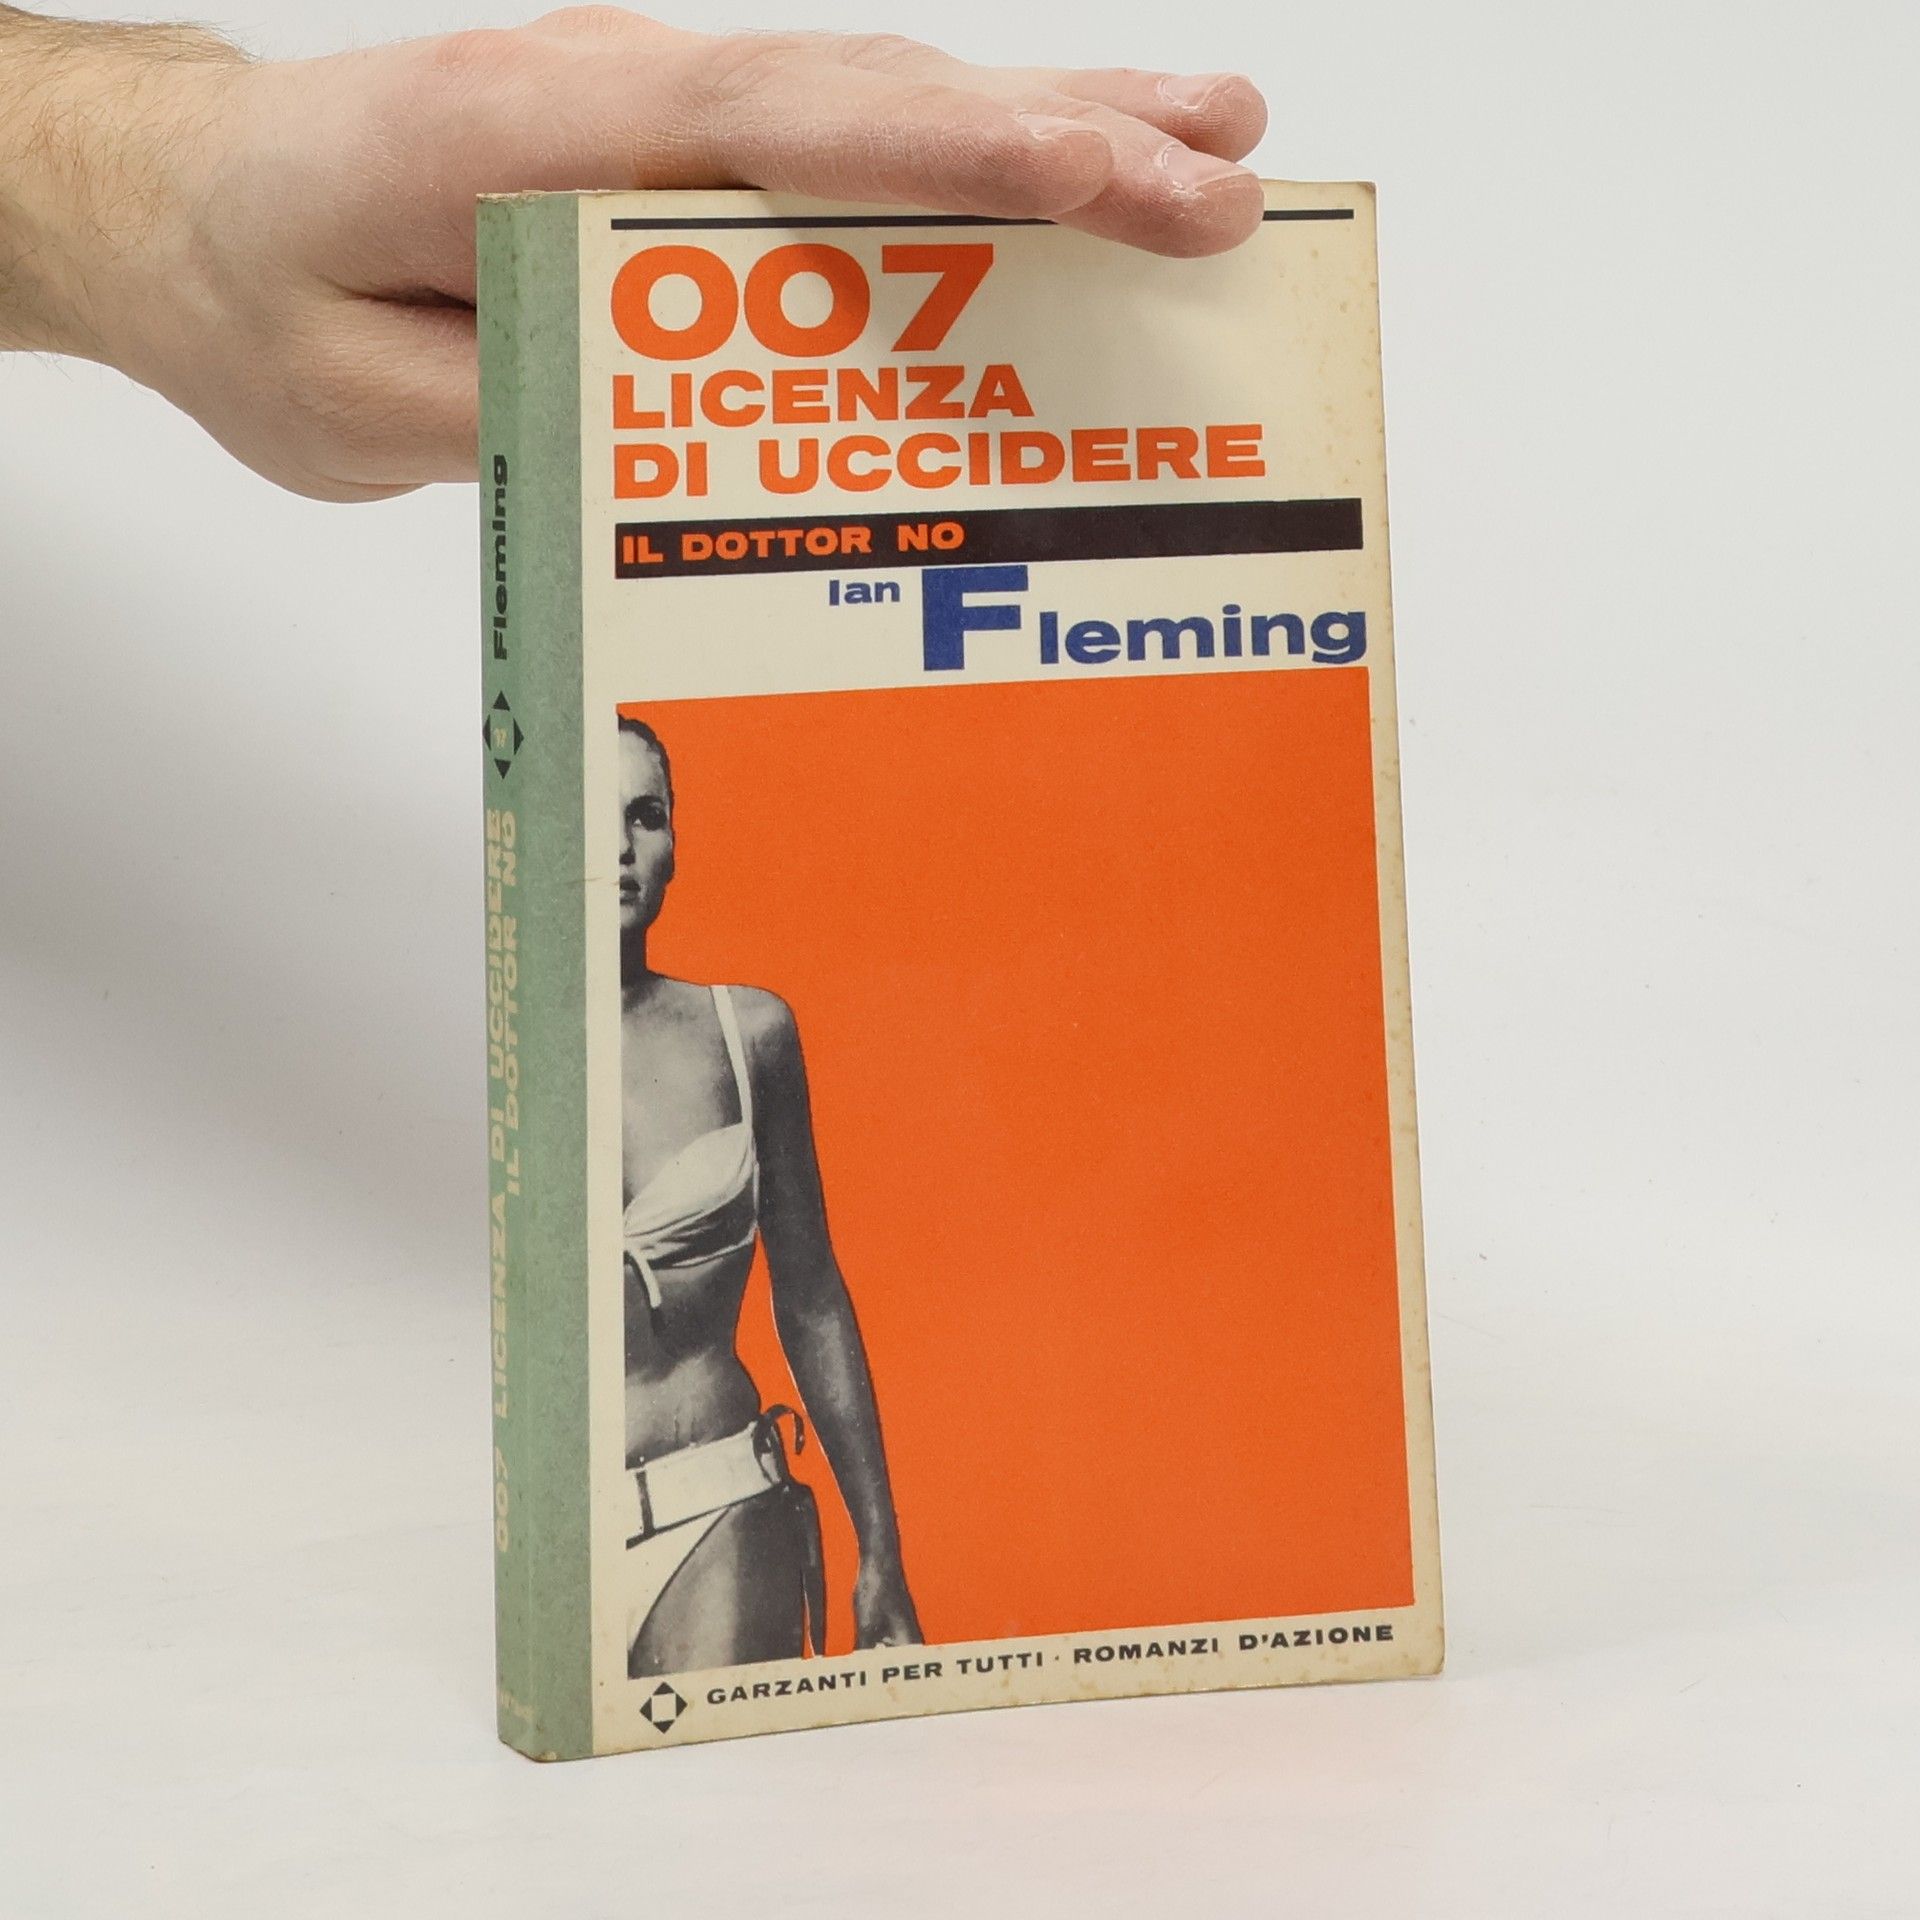 007
LICENZA
DI UCCIDERE
IL DOTTOR NO
Ian Fleming
GARZANTI PER TUTTI · ROMANZI D'AZIONE
007 LICENZA DI UCCIDERE
IL DOTTOR NO
Fleming